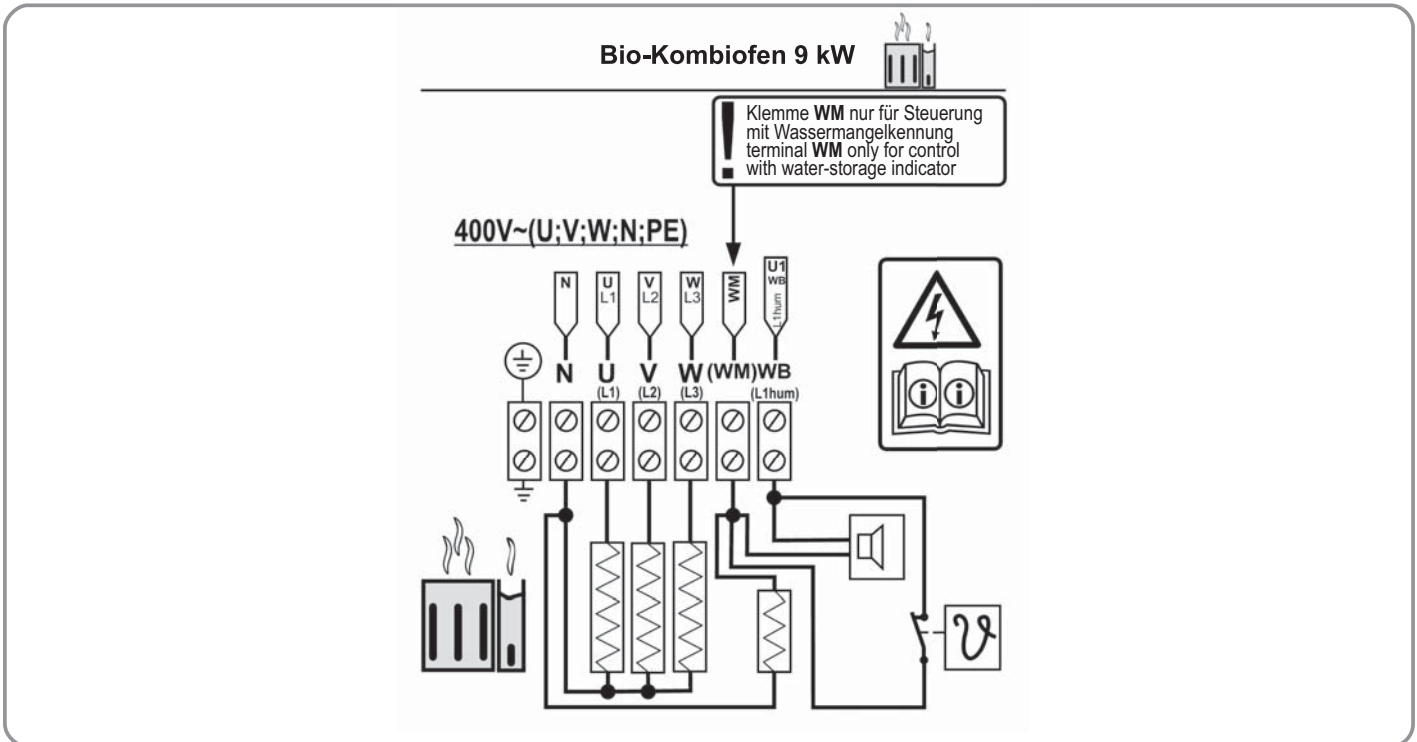 Bio-Kombiofen 9 kW
! Klemme WM nur für Steuerung
mit Wassermangelkennung
terminal WM only for control
with water-storage indicator
400V~(U;V;W;N;PE)
N U V W WM U1
L1 L2 L3 WB
L1hum
N U V W (WM) WB
(L1) (L2) (L3) (L1hum)
i i
ϑ